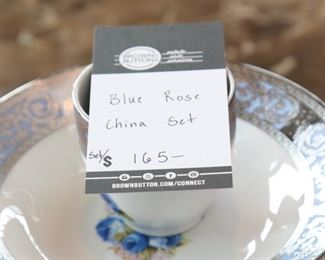 BROWN
BUTTON
Blue Rose
China Set
Set/S 165-
BROWNBUTTON.COM/CONNECT